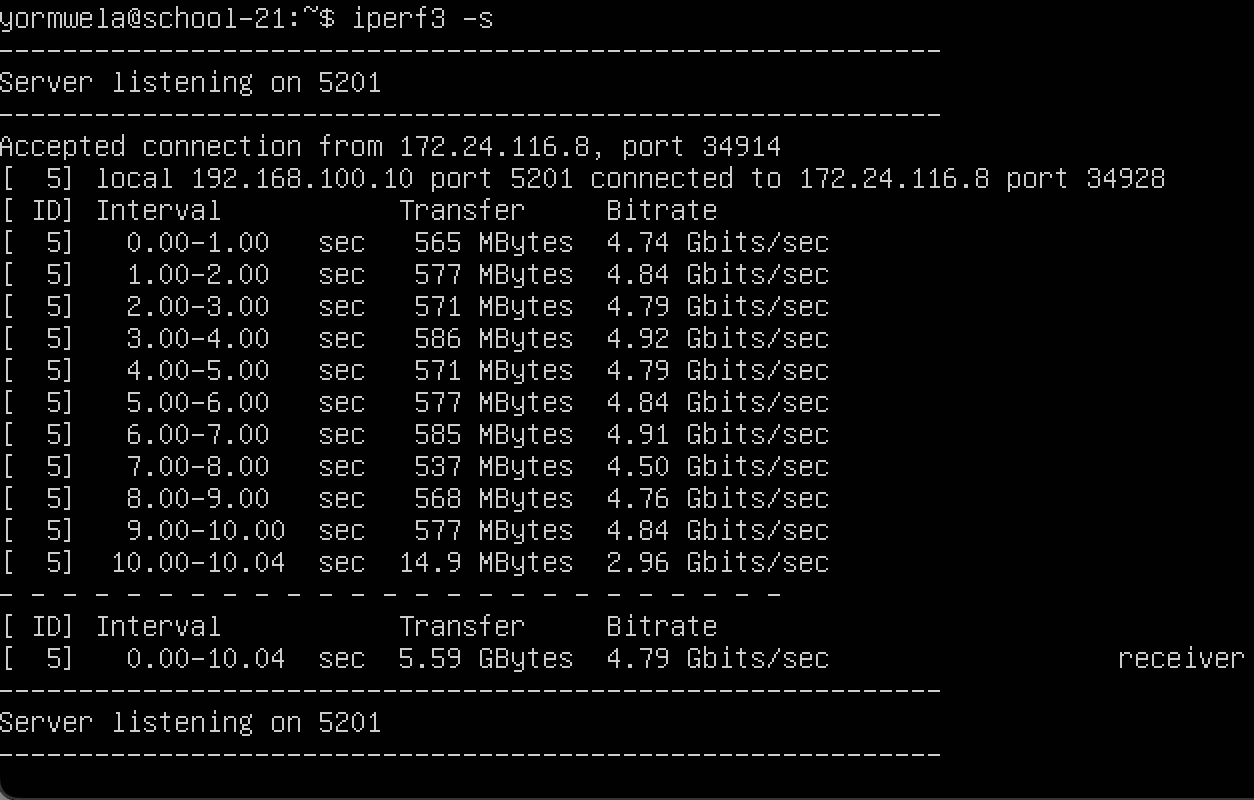 yormwela@school-21:~$ iperf3 -s
-----------------------------------------------------------
Server listening on 5201
-----------------------------------------------------------
Accepted connection from 172.24.116.8, port 34914
[  5] local 192.168.100.10 port 5201 connected to 172.24.116.8 port 34928
[ ID] Interval           Transfer     Bitrate
[  5]   0.00-1.00   sec   565 MBytes  4.74 Gbits/sec
[  5]   1.00-2.00   sec   577 MBytes  4.84 Gbits/sec
[  5]   2.00-3.00   sec   571 MBytes  4.79 Gbits/sec
[  5]   3.00-4.00   sec   586 MBytes  4.92 Gbits/sec
[  5]   4.00-5.00   sec   571 MBytes  4.79 Gbits/sec
[  5]   5.00-6.00   sec   577 MBytes  4.84 Gbits/sec
[  5]   6.00-7.00   sec   585 MBytes  4.91 Gbits/sec
[  5]   7.00-8.00   sec   537 MBytes  4.50 Gbits/sec
[  5]   8.00-9.00   sec   568 MBytes  4.76 Gbits/sec
[  5]   9.00-10.00  sec   577 MBytes  4.84 Gbits/sec
[  5]  10.00-10.04  sec  14.9 MBytes  2.96 Gbits/sec
- - - - - - - - - - - - - - - - - - - - - - - - -
[ ID] Interval           Transfer     Bitrate
[  5]   0.00-10.04  sec  5.59 GBytes  4.79 Gbits/sec                  receiver
-----------------------------------------------------------
Server listening on 5201
-----------------------------------------------------------